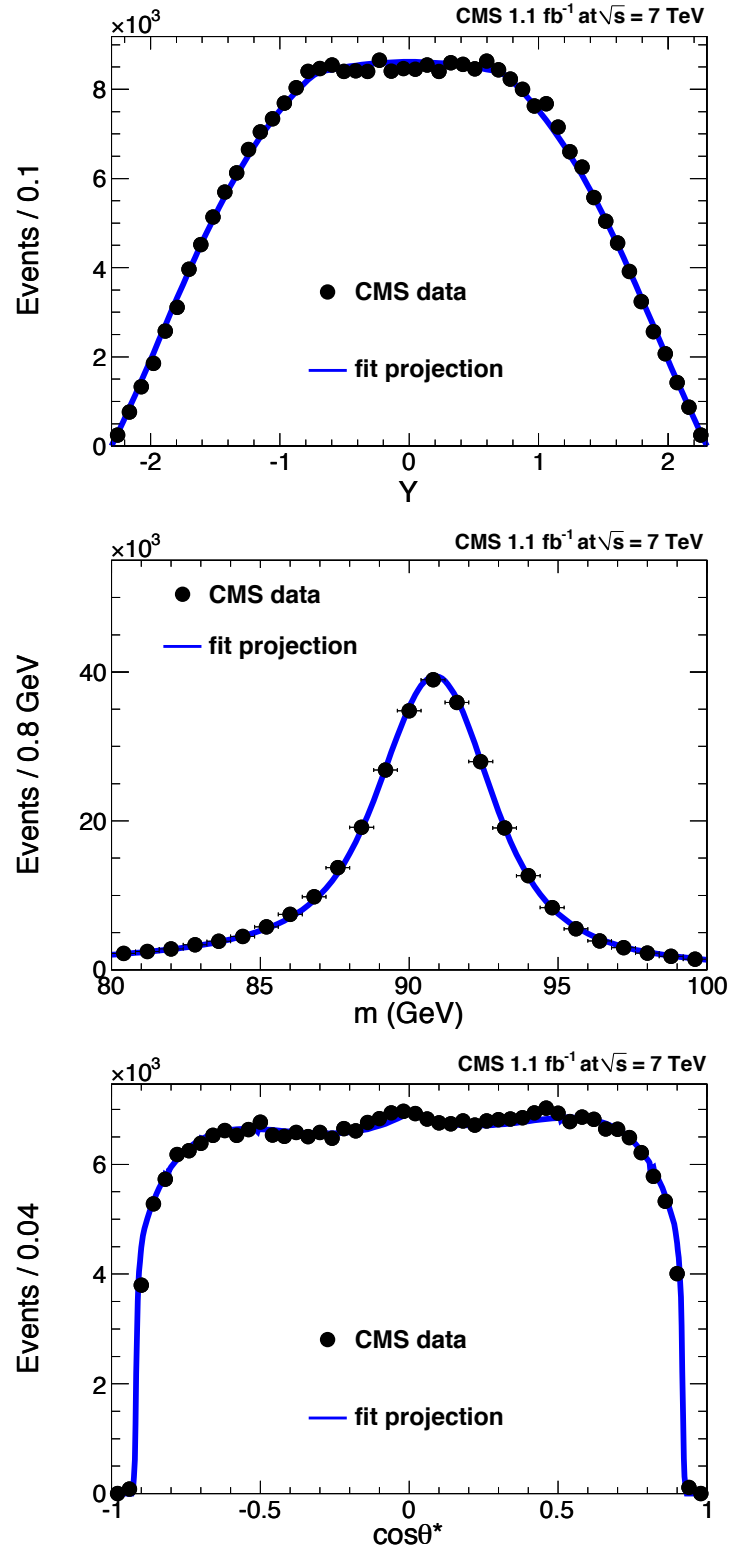 CMS 1.1 fb⁻¹ at √s = 7 TeV
×10³
8
6
4
2
0
Events / 0.1
CMS data
fit projection
-2 -1 0 1 2
Y
CMS 1.1 fb⁻¹ at √s = 7 TeV
×10³
CMS data
fit projection
40
20
0
Events / 0.8 GeV
80 85 90 95 100
m (GeV)
CMS 1.1 fb⁻¹ at √s = 7 TeV
×10³
6
4
2
0
Events / 0.04
CMS data
fit projection
-1 -0.5 0 0.5 1
cosθ*